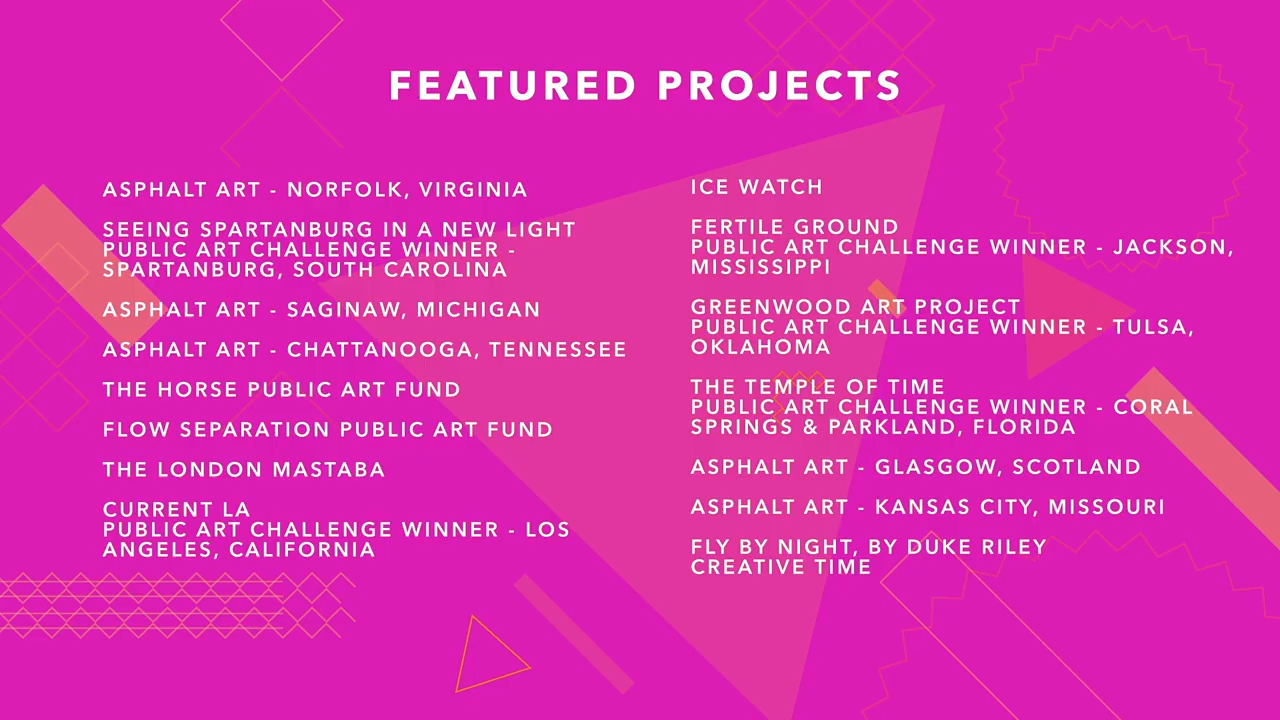 FEATURED PROJECTS
ASPHALT ART - NORFOLK, VIRGINIA
SEEING SPARTANBURG IN A NEW LIGHT
PUBLIC ART CHALLENGE WINNER -
SPARTANBURG, SOUTH CAROLINA
ASPHALT ART - SAGINAW, MICHIGAN
ASPHALT ART - CHATTANOOGA, TENNESSEE
THE HORSE PUBLIC ART FUND
FLOW SEPARATION PUBLIC ART FUND
THE LONDON MASTABA
CURRENT LA
PUBLIC ART CHALLENGE WINNER - LOS
ANGELES, CALIFORNIA
ICE WATCH
FERTILE GROUND
PUBLIC ART CHALLENGE WINNER - JACKSON,
MISSISSIPPI
GREENWOOD ART PROJECT
PUBLIC ART CHALLENGE WINNER - TULSA,
OKLAHOMA
THE TEMPLE OF TIME
PUBLIC ART CHALLENGE WINNER - CORAL
SPRINGS & PARKLAND, FLORIDA
ASPHALT ART - GLASGOW, SCOTLAND
ASPHALT ART - KANSAS CITY, MISSOURI
FLY BY NIGHT, BY DUKE RILEY
CREATIVE TIME